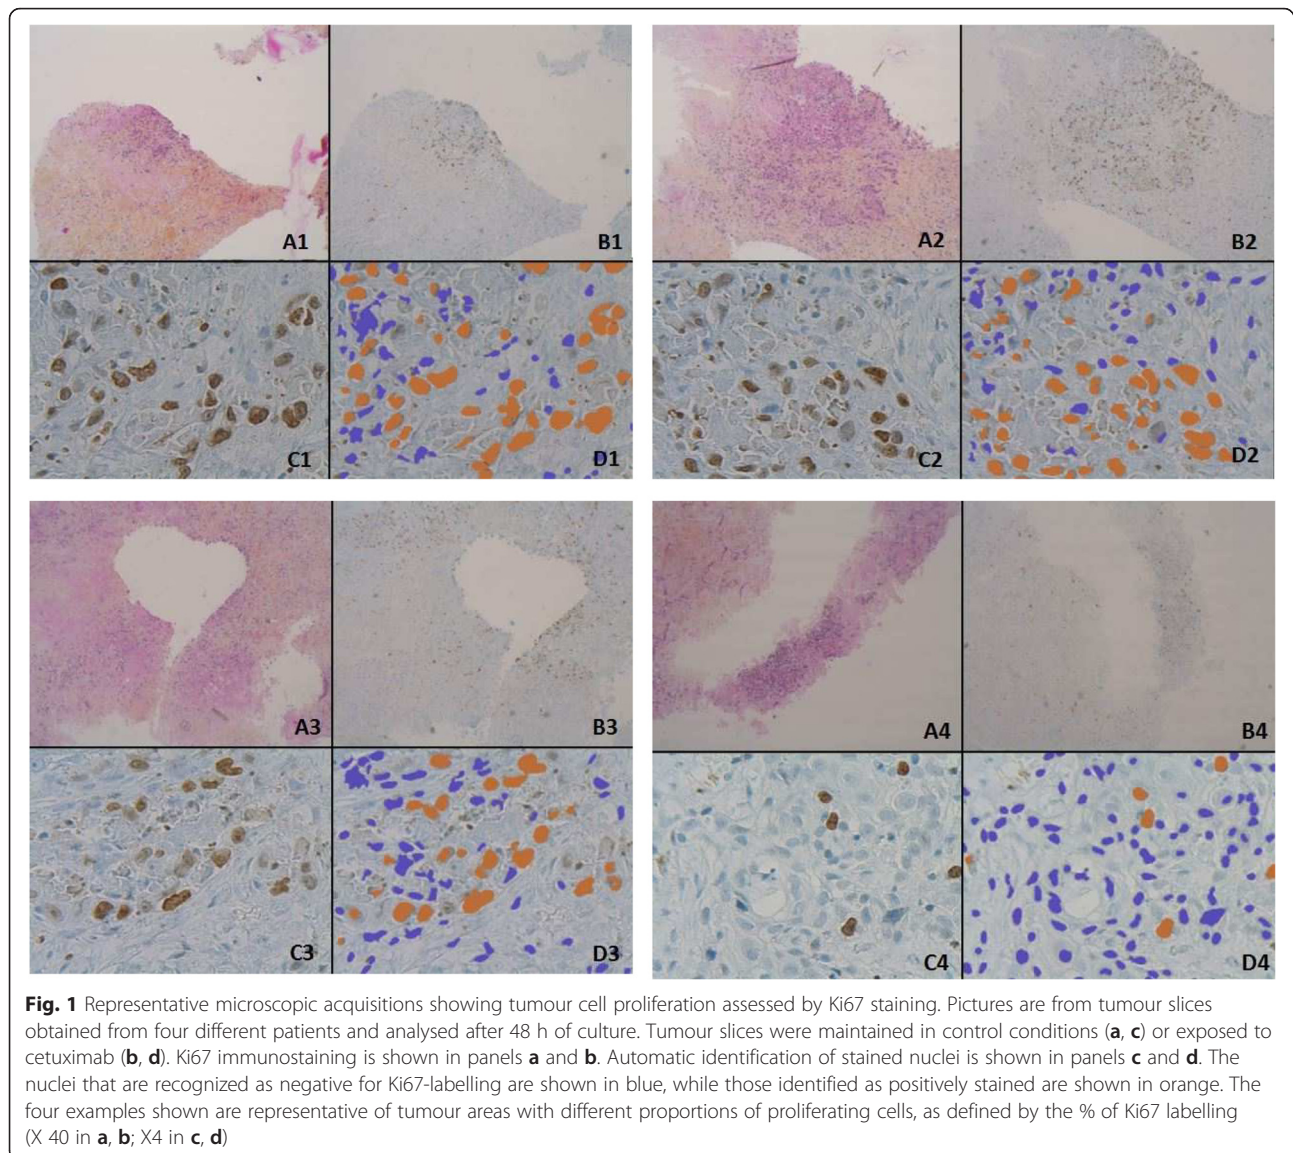 A1
B1
A2
B2
C1
D1
C2
D2
A3
B3
A4
B4
C3
D3
C4
D4
Fig. 1 Representative microscopic acquisitions showing tumour cell proliferation assessed by Ki67 staining. Pictures are from tumour slices
obtained from four different patients and analysed after 48 h of culture. Tumour slices were maintained in control conditions (a, c) or exposed to
cetuximab (b, d). Ki67 immunostaining is shown in panels a and b. Automatic identification of stained nuclei is shown in panels c and d. The
nuclei that are recognized as negative for Ki67-labelling are shown in blue, while those identified as positively stained are shown in orange. The
four examples shown are representative of tumour areas with different proportions of proliferating cells, as defined by the % of Ki67 labelling
(X 40 in a, b; X4 in c, d)